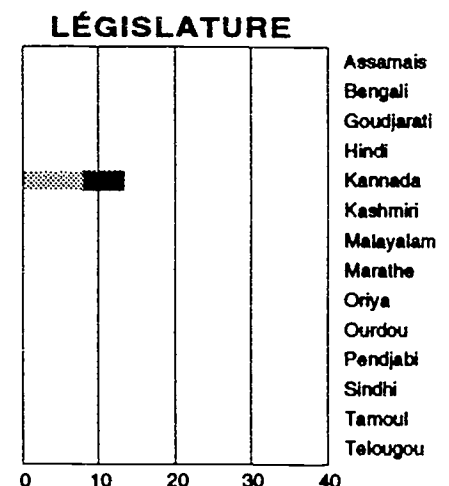 LÉGISLATURE
Assamais
Bengali
Goudjarati
Hindi
Kannada
Kashmiri
Malayalam
Marathe
Oriya
Ourdou
Pendjabi
Sindhi
Tamoul
Telougou
0 10 20 30 40